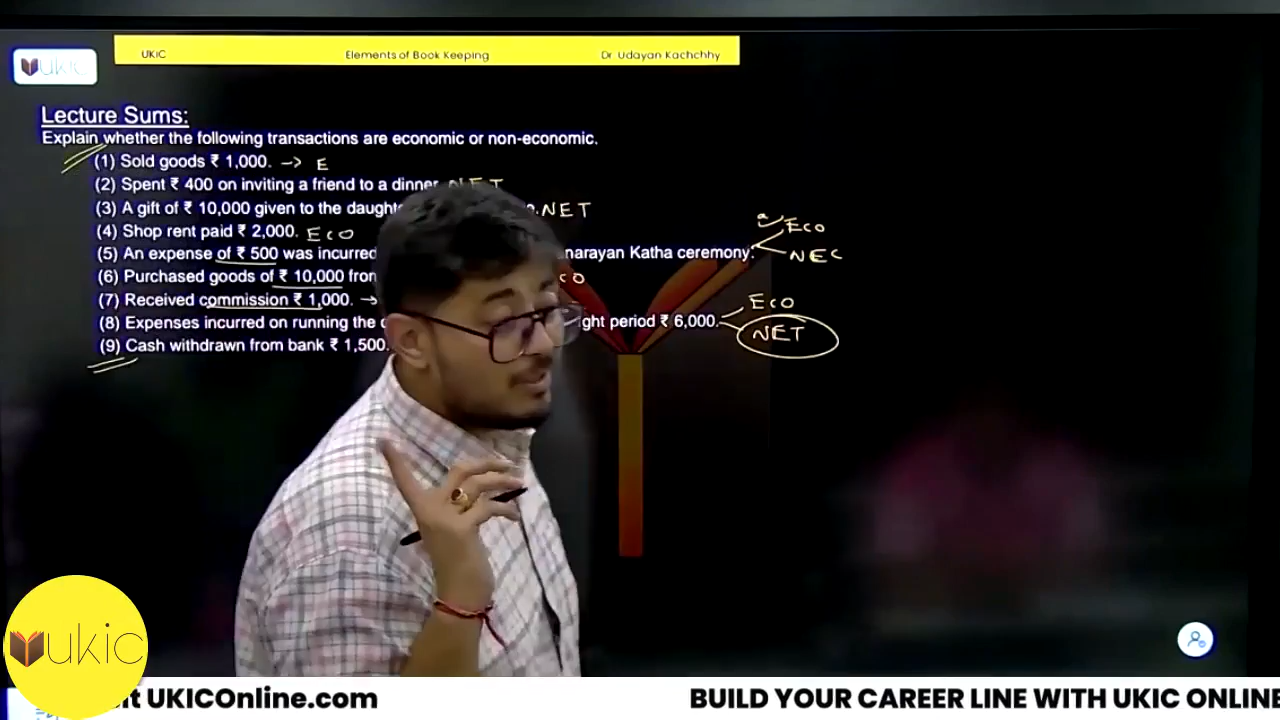 UKIC Elements of Book Keeping Dr. Udayan Kachchhy
ukic
Lecture Sums:
Explain whether the following transactions are economic or non-economic.
(1) Sold goods ₹ 1,000. → E
(2) Spent ₹ 400 on inviting a friend to a dinner NET
(3) A gift of ₹ 10,000 given to the NET
(4) Shop rent paid ₹ 2,000. ECO
(5) An expense of ₹ 500 was incurred Katha ceremony. ECO
NEC
(6) Purchased goods of ₹ 10,000 CO
(7) Received commission ₹ 1,000. →
(8) Expenses incurred on running the period ₹ 6,000. ECO
NET
(9) Cash withdrawn from bank ₹ 1,500.
ukic
UKICOnline.com BUILD YOUR CAREER LINE WITH UKIC ONLINE